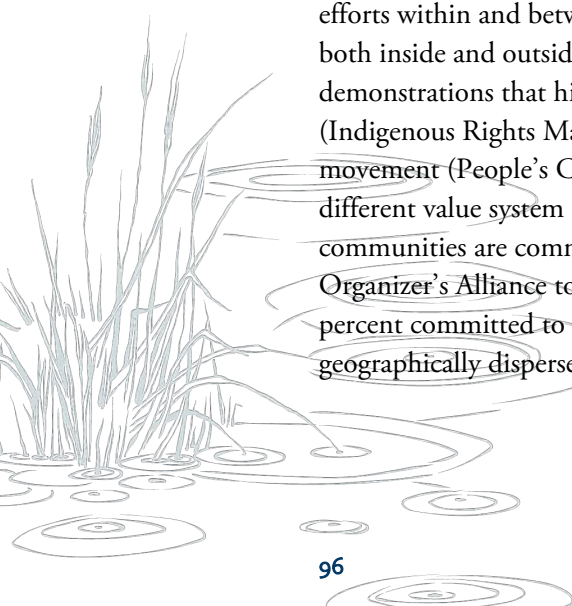 efforts within and betw
both inside and outsid
demonstrations that hi
(Indigenous Rights Ma
movement (People's C
different value system
communities are comm
Organizer's Alliance to
percent committed to
geographically disperse
96